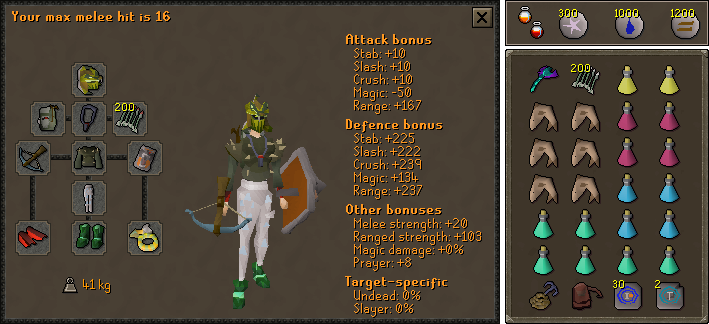 Your max melee hit is 16
Attack bonus
Stab: +10
Slash: +10
Crush: +10
Magic: -50
Range: +167
Defence bonus
Stab: +225
Slash: +222
Crush: +239
Magic: +134
Range: +237
Other bonuses
Melee strength: +20
Ranged strength: +103
Magic damage: +0%
Prayer: +8
Target-specific
Undead: 0%
Slayer: 0%
200
41 kg
300
1000
1200
200
30
2